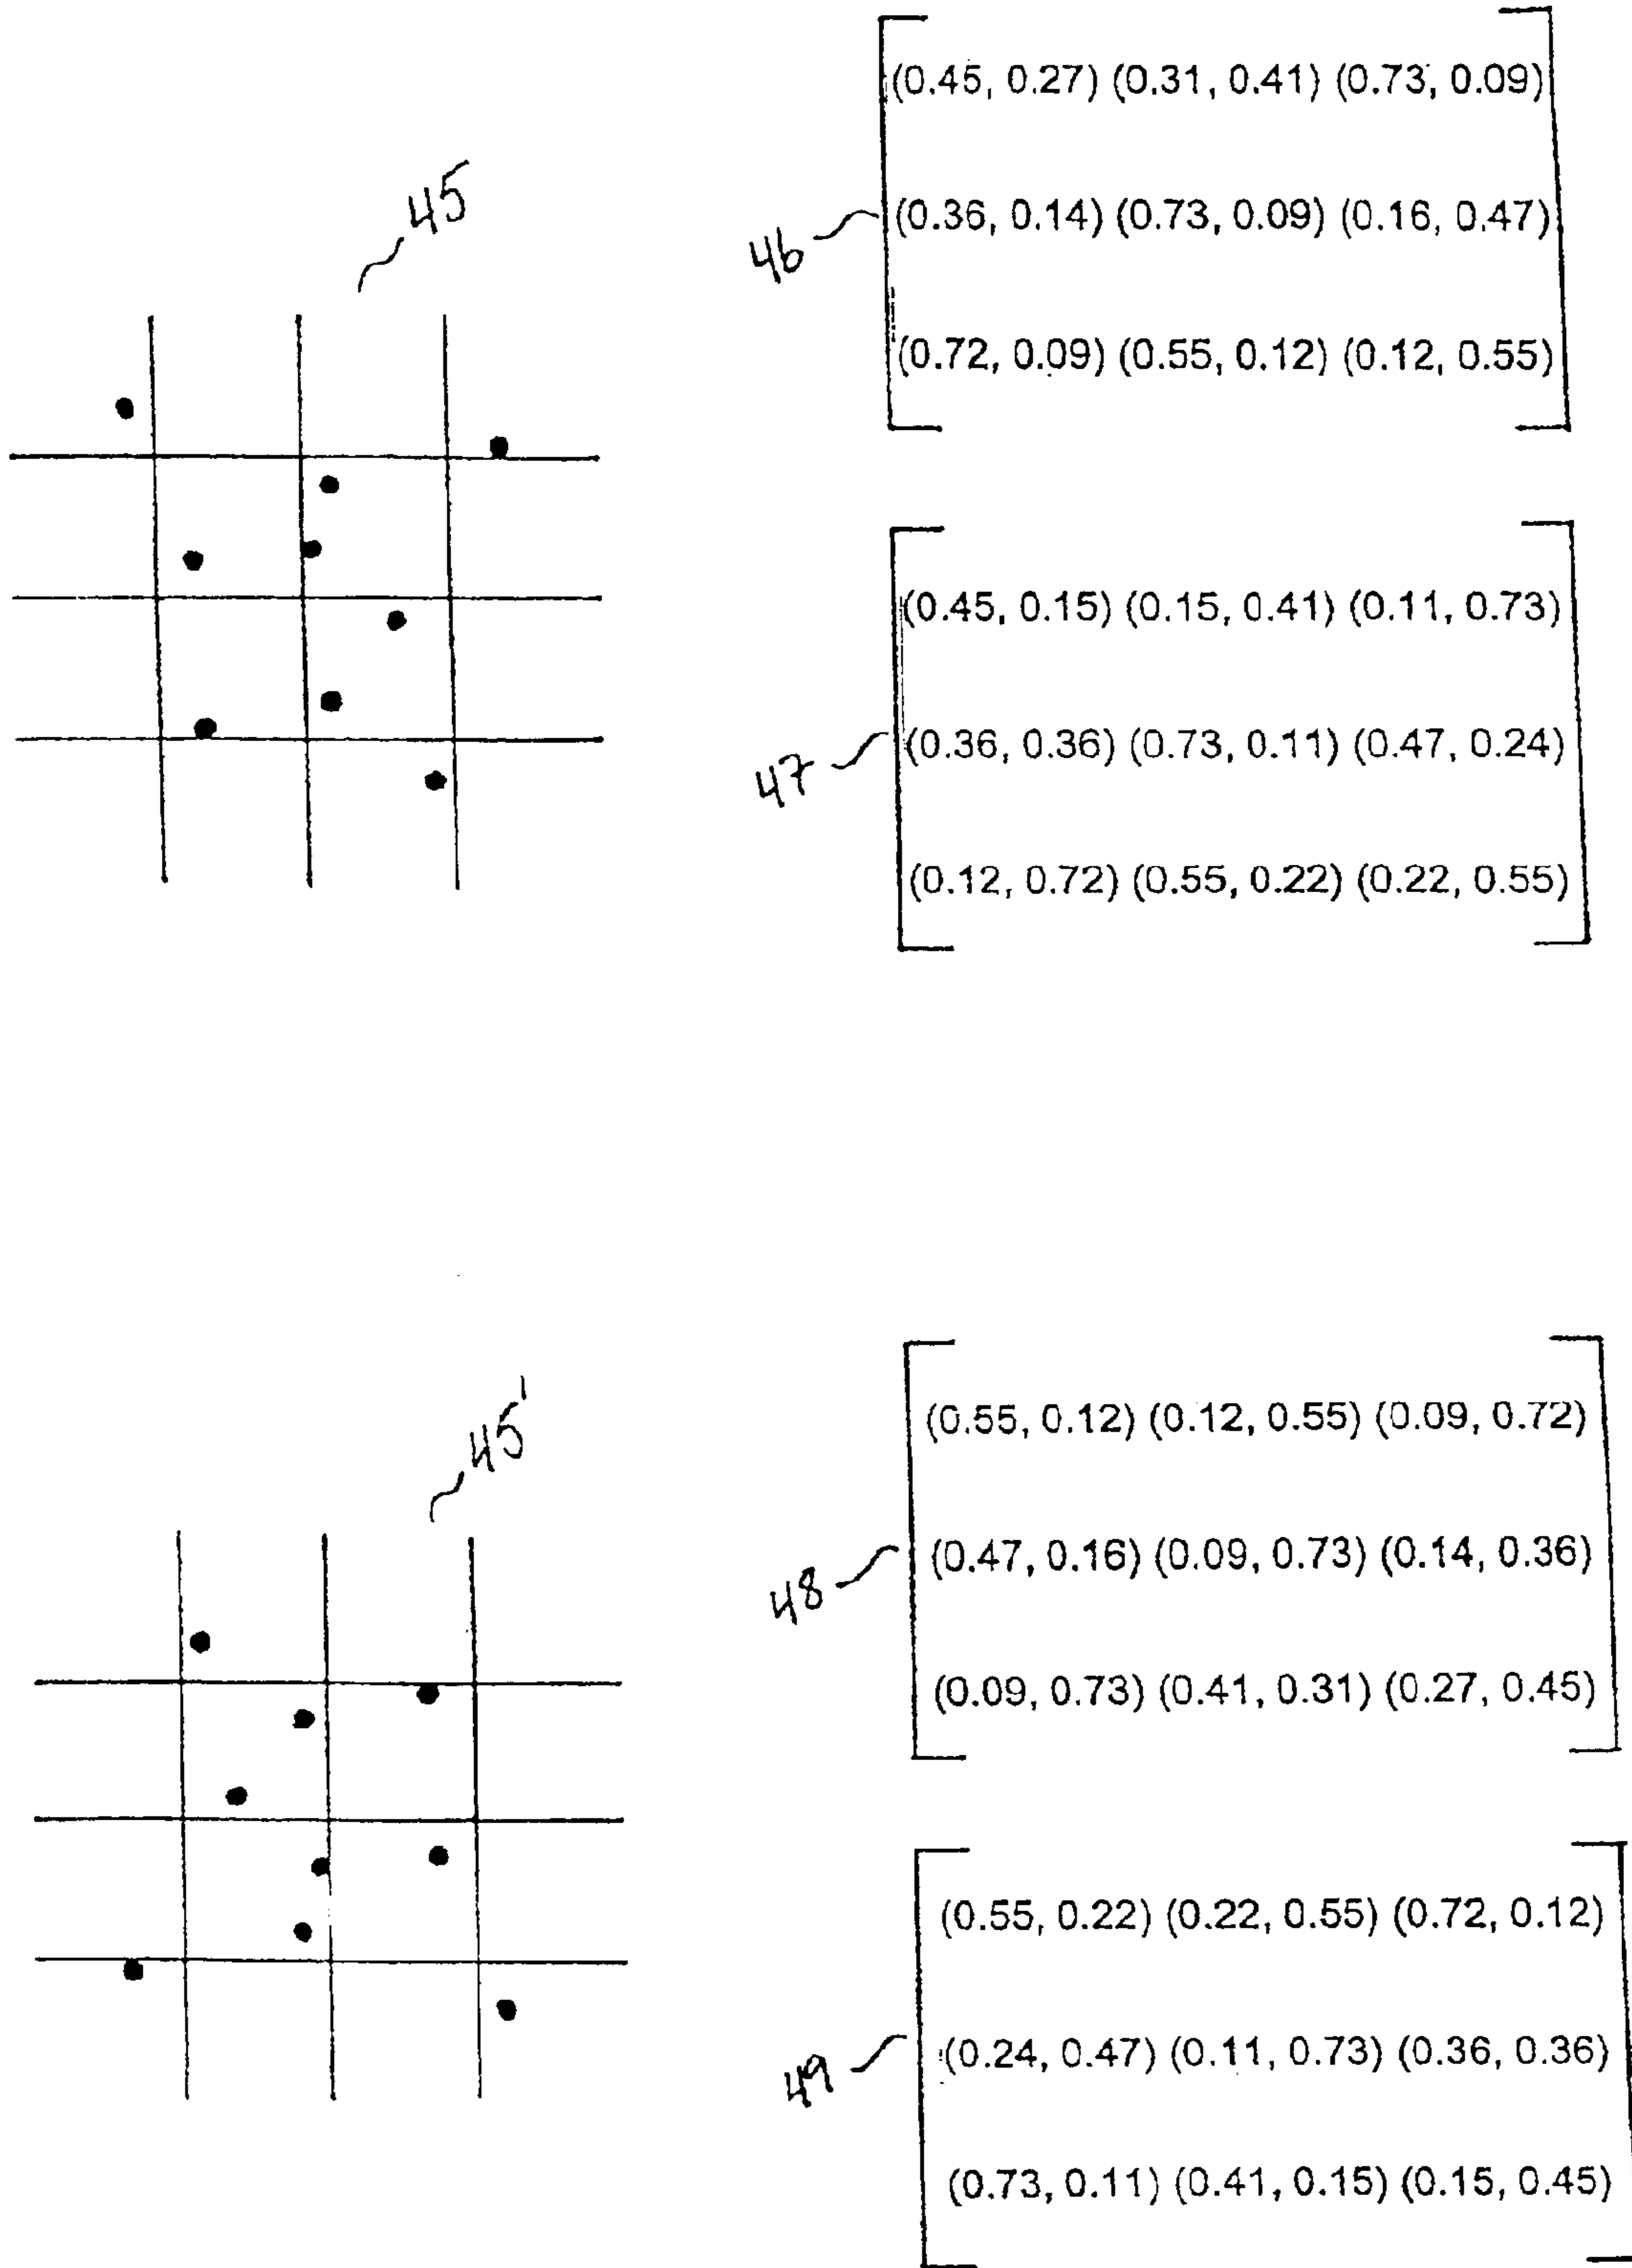 (0.45, 0.27) (0.31, 0.41) (0.73, 0.09)
45
46
(0.36, 0.14) (0.73, 0.09) (0.16, 0.47)
(0.72, 0.09) (0.55, 0.12) (0.12, 0.55)
(0.45, 0.15) (0.15, 0.41) (0.11, 0.73)
47
(0.36, 0.36) (0.73, 0.11) (0.47, 0.24)
(0.12, 0.72) (0.55, 0.22) (0.22, 0.55)
45'
(0.55, 0.12) (0.12, 0.55) (0.09, 0.72)
48
(0.47, 0.16) (0.09, 0.73) (0.14, 0.36)
(0.09, 0.73) (0.41, 0.31) (0.27, 0.45)
(0.55, 0.22) (0.22, 0.55) (0.72, 0.12)
49
(0.24, 0.47) (0.11, 0.73) (0.36, 0.36)
(0.73, 0.11) (0.41, 0.15) (0.15, 0.45)